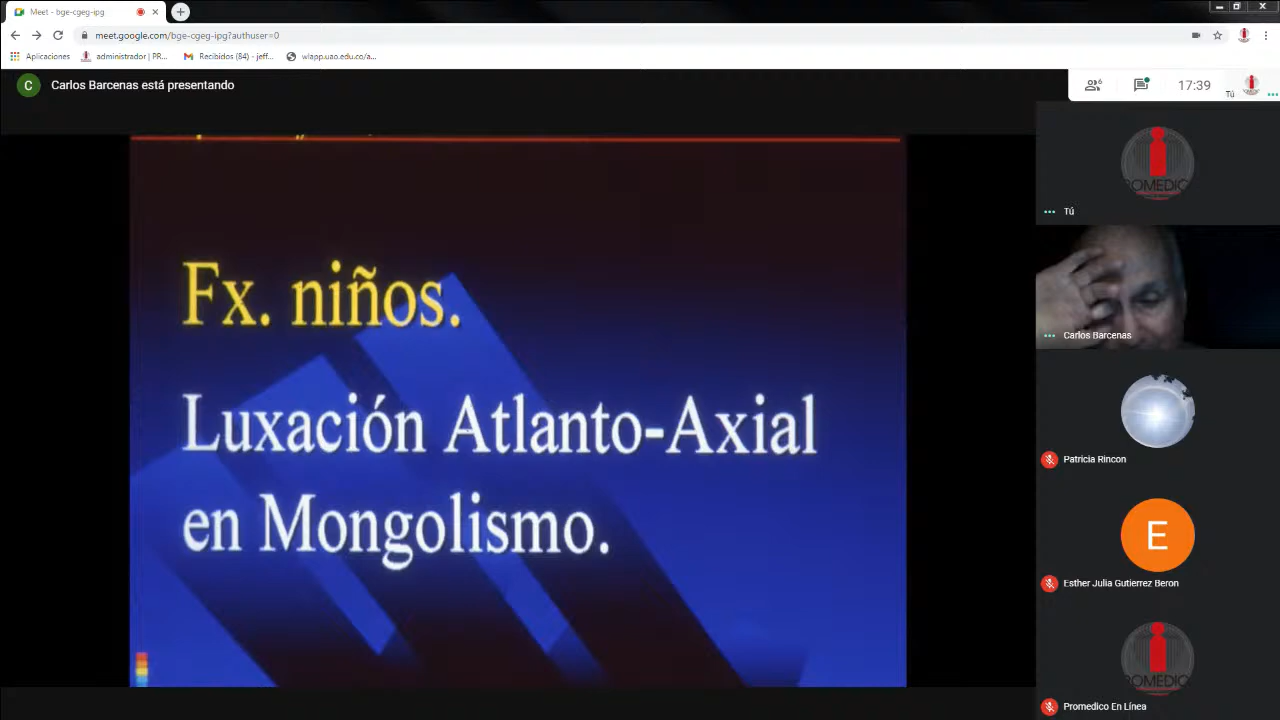 Meet - bge-cgeg-ipg
meet.google.com/bge-cgeg-ipg?authuser=0
Aplicaciones
administrador | PR...
Recibidos (84) - jeff...
wlapp.uao.edu.co/a...
C
Carlos Barcenas está presentando
6
17:39
Tú
Fx. niños.
Luxación Atlanto-Axial
en Mongolismo.
Tú
Carlos Barcenas
Patricia Rincon
E
Esther Julia Gutierrez Beron
Promedico En Línea